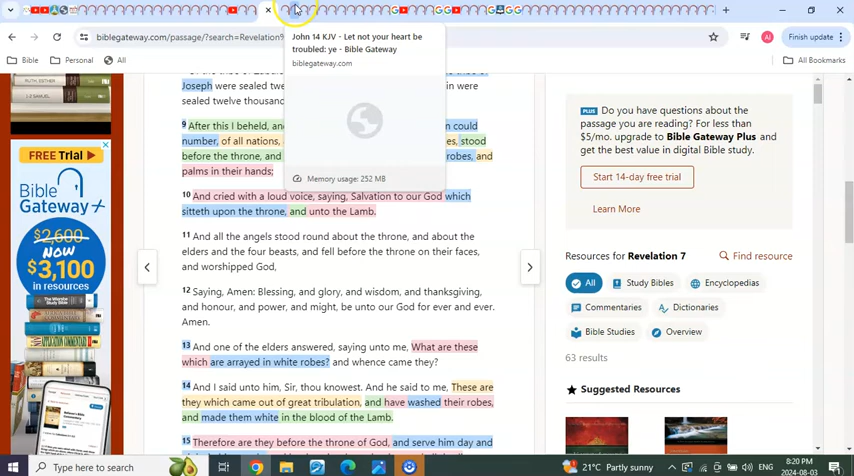 biblegateway.com/passage/?search=Revelation%
John 14 KJV - Let not your heart be
troubled: ye - Bible Gateway
biblegateway.com
Memory usage: 252 MB
AI
Finish update
Bible
Personal
All
All Bookmarks
RUTH, ESTHER
FREE Trial
Bible
Gateway+
$2,600
NOW
$3,100
in resources
Joseph were sealed tw
sealed twelve thousand
9 After this I beheld, an
number, of all nations,
before the throne, and
palms in their hands;
n were
n could
es, stood
robes, and
10 And cried with a loud voice, saying, Salvation to our God which
sitteth upon the throne, and unto the Lamb.
11 And all the angels stood round about the throne, and about the
elders and the four beasts, and fell before the throne on their faces,
and worshipped God,
12 Saying, Amen: Blessing, and glory, and wisdom, and thanksgiving,
and honour, and power, and might, be unto our God for ever and ever.
Amen.
13 And one of the elders answered, saying unto me, What are these
which are arrayed in white robes? and whence came they?
14 And I said unto him, Sir, thou knowest. And he said to me, These are
they which came out of great tribulation, and have washed their robes,
and made them white in the blood of the Lamb.
15 Therefore are they before the throne of God, and serve him day and
PLUS Do you have questions about the
passage you are reading? For less than
$5/mo. upgrade to Bible Gateway Plus and
get the best value in digital Bible study.
Start 14-day free trial
Learn More
Resources for Revelation 7
Find resource
All
Study Bibles
Encyclopedias
Commentaries
Dictionaries
Bible Studies
Overview
63 results
Suggested Resources
Type here to search
21°C Partly sunny
8:20 PM
2024-08-03